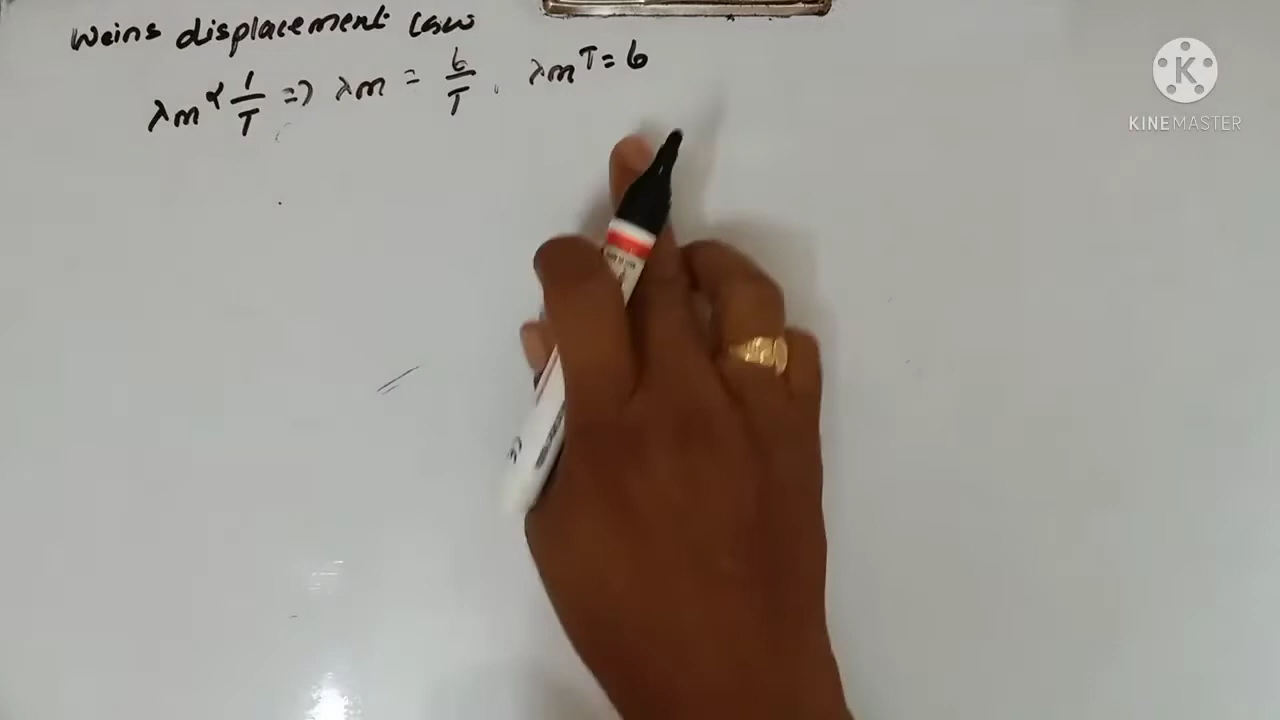 Weins displacement law
λm α 1/T => λm = b/T , λmT = b
K
KINEMASTER